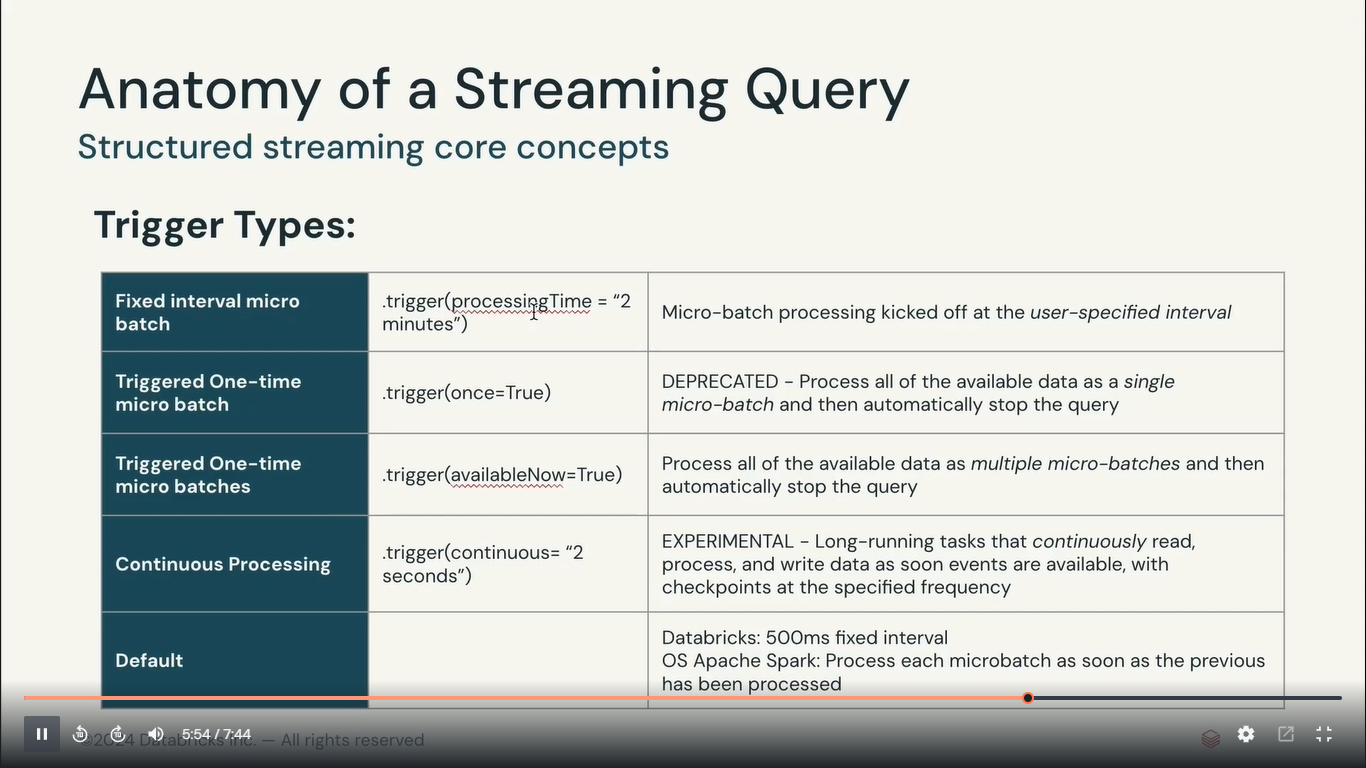 Anatomy of a Streaming Query
Structured streaming core concepts
Trigger Types:
Fixed interval micro
batch
.trigger(processingTime = “2
minutes”)
Micro-batch processing kicked off at the user-specified interval
Triggered One-time
micro batch
.trigger(once=True)
DEPRECATED - Process all of the available data as a single
micro-batch and then automatically stop the query
Triggered One-time
micro batches
.trigger(availableNow=True)
Process all of the available data as multiple micro-batches and then
automatically stop the query
Continuous Processing
.trigger(continuous= “2
seconds”)
EXPERIMENTAL - Long-running tasks that continuously read,
process, and write data as soon events are available, with
checkpoints at the specified frequency
Default
Databricks: 500ms fixed interval
OS Apache Spark: Process each microbatch as soon as the previous
has been processed
10
10
5:54 / 7:44
©2024 Databricks Inc. — All rights reserved